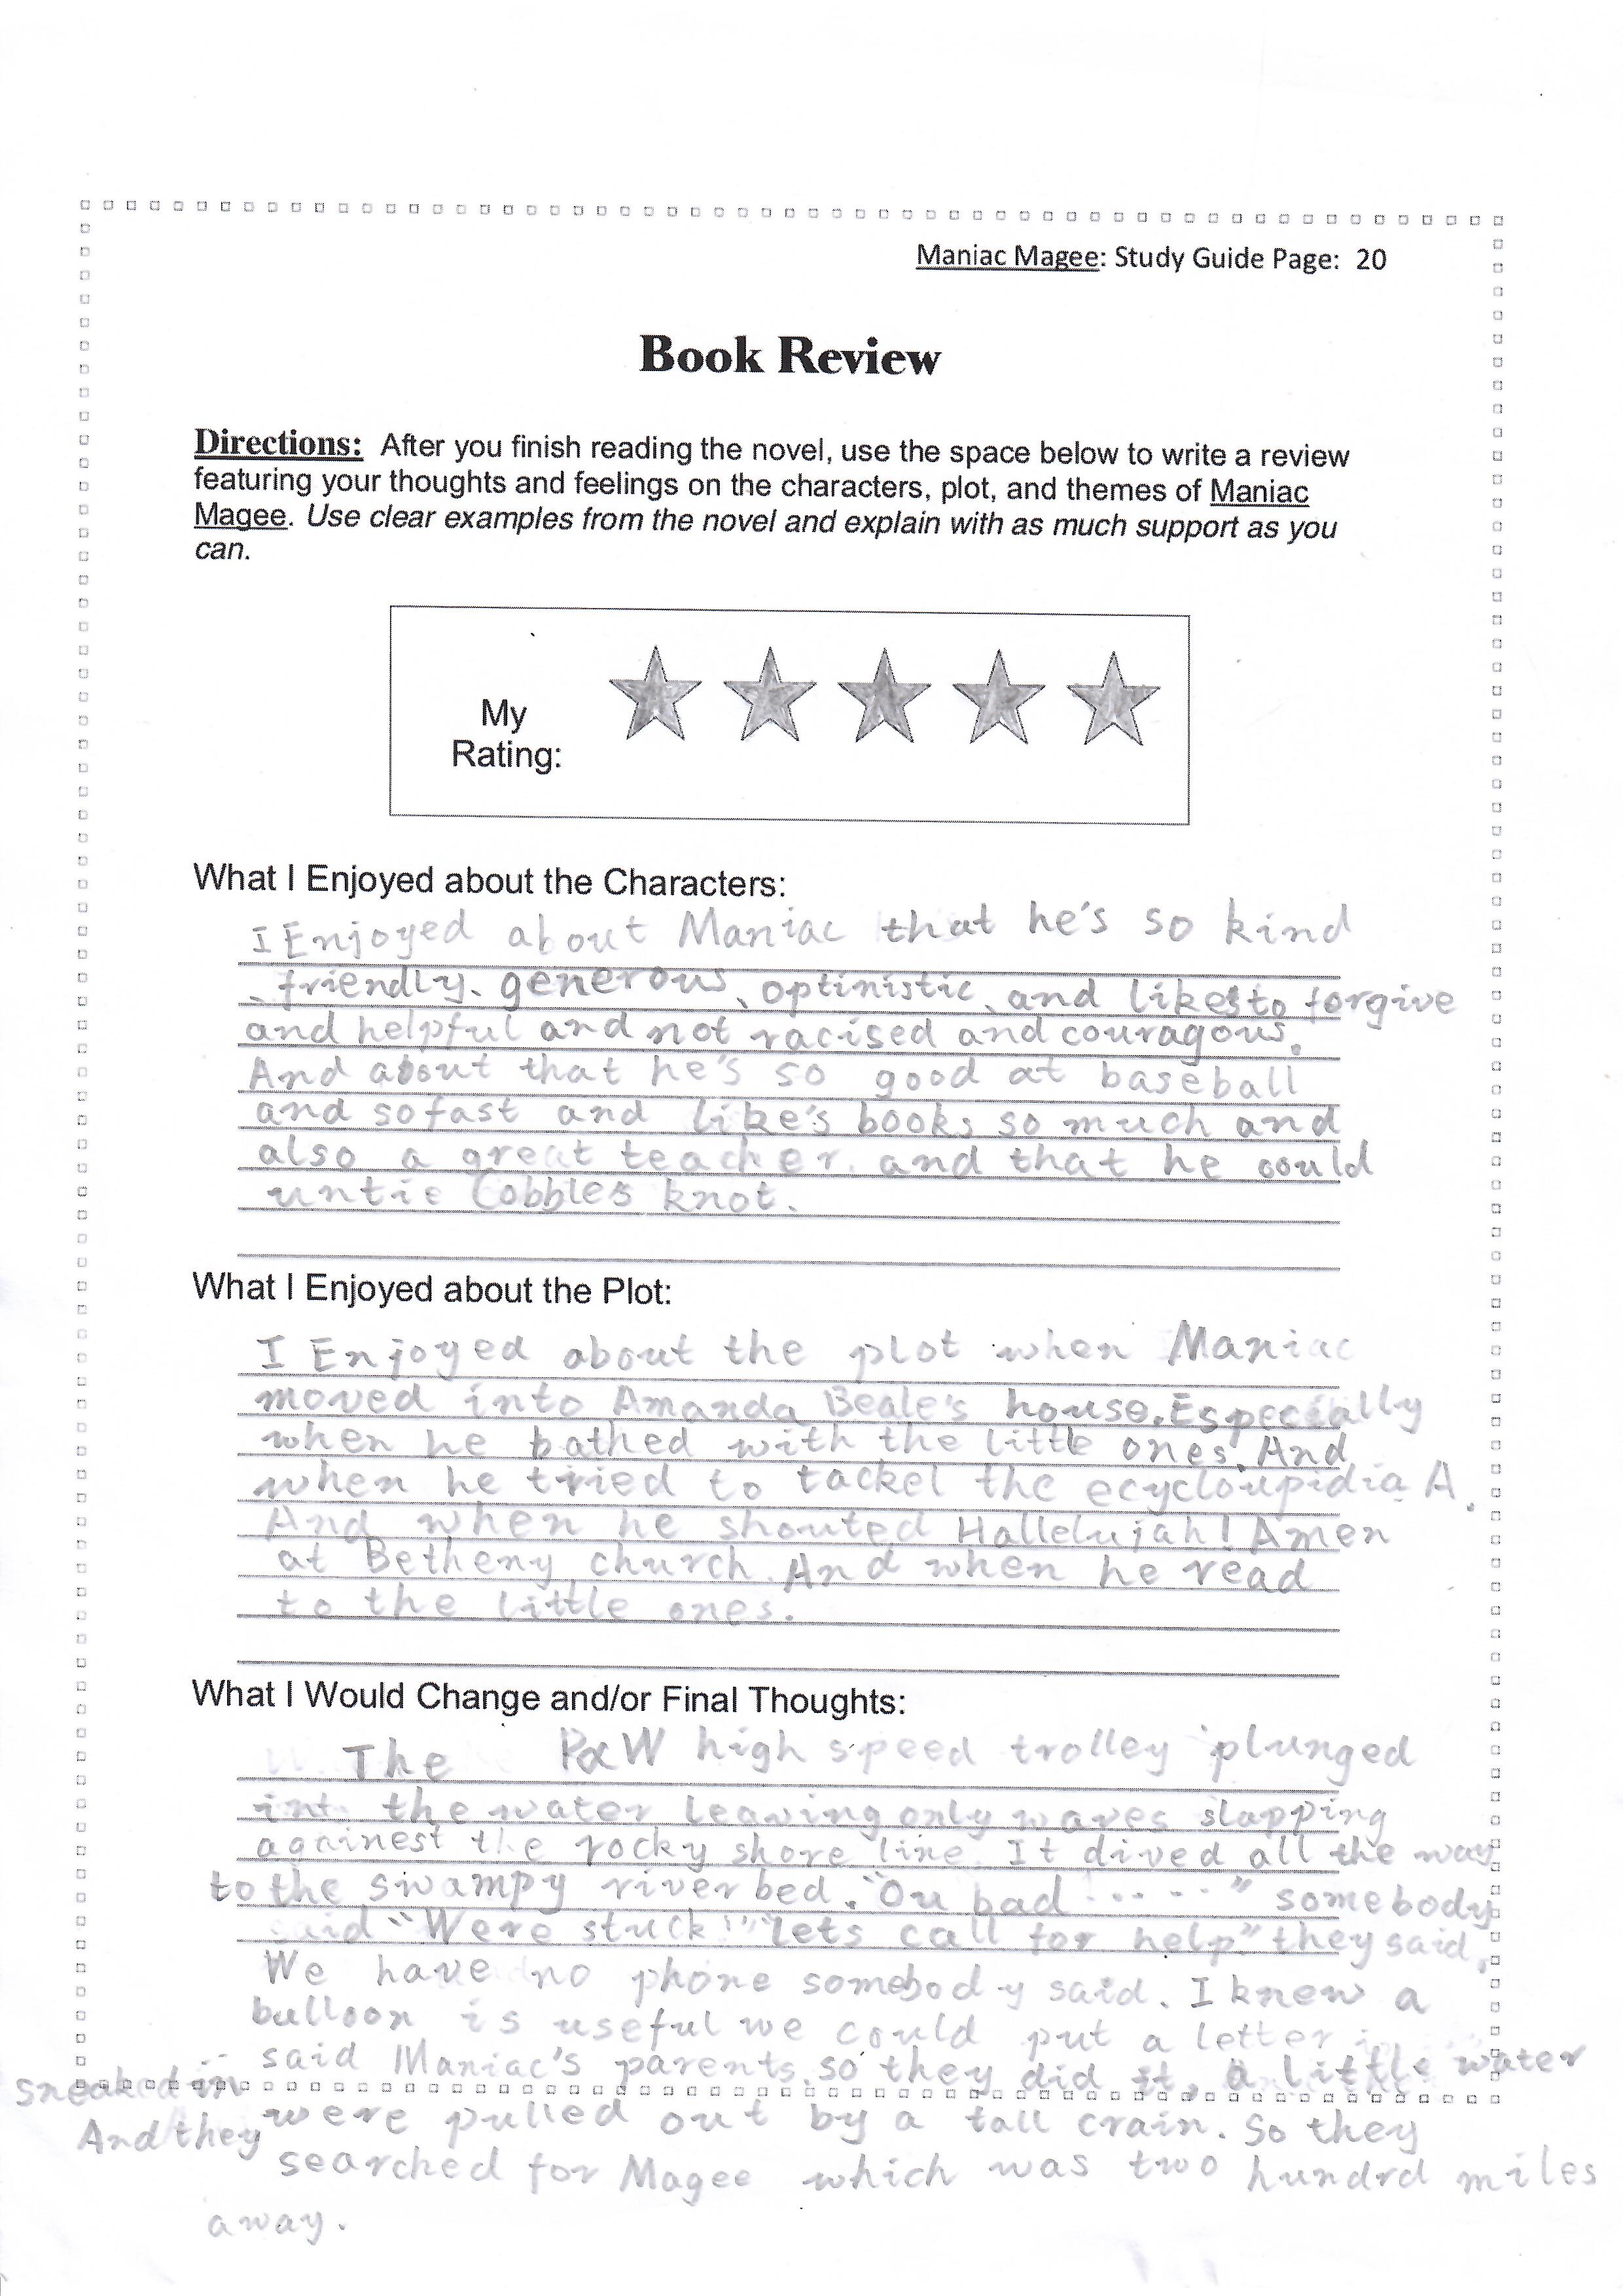 Maniac Magee: Study Guide Page: 20
Book Review
Directions: After you finish reading the novel, use the space below to write a review
featuring your thoughts and feelings on the characters, plot, and themes of Maniac
Magee. Use clear examples from the novel and explain with as much support as you
can.
My
Rating:
What I Enjoyed about the Characters:
I Enjoyed about Maniac that he's so kind
, friendly, generous, optinistic, and likes to forgive
and helpful and not racised and couragous.
And about that he's so good at baseball
and so fast and like's books so much and
also a great teacher and that he could
untie Cobbles knot.
What I Enjoyed about the Plot:
I Enjoyed about the plot when Maniac
moved into Amanda Beale's house. Especially
when he bathed with the little ones. And
when he tried to tackel the ecycloupidia A.
And when he shouted Hallelujah! Amen
at Betheny church. And when he read
to the little ones.
What I Would Change and/or Final Thoughts:
The P&W high speed trolley plunged
int the water leaving only waves slapping
againest the rocky shore line. It dived all the way
to the swampy river bed. "Ou bad ......" somebody
said "Were stuck" "lets call for help" they said.
We have no phone somebody said. I knew a
balloon is useful we could put a letter
said Maniac's parents. so they did it, a little water
sneaked in
And they were pulled out by a tall crain. So they
searched for Magee which was two hundrd miles
away.